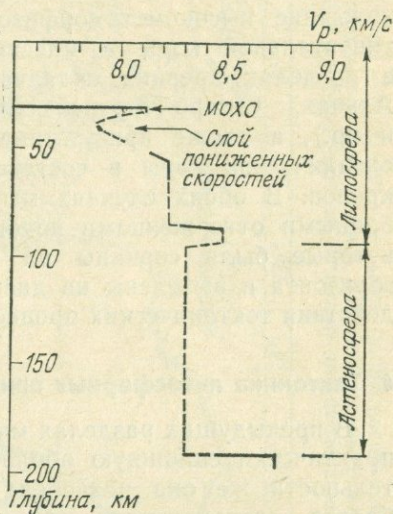 V_p, км/с
8,0
8,5
9,0
МОХО
Слой
пониженных
скоростей
50
100
150
200
Литосфера
Астеносфера
Глубина, км